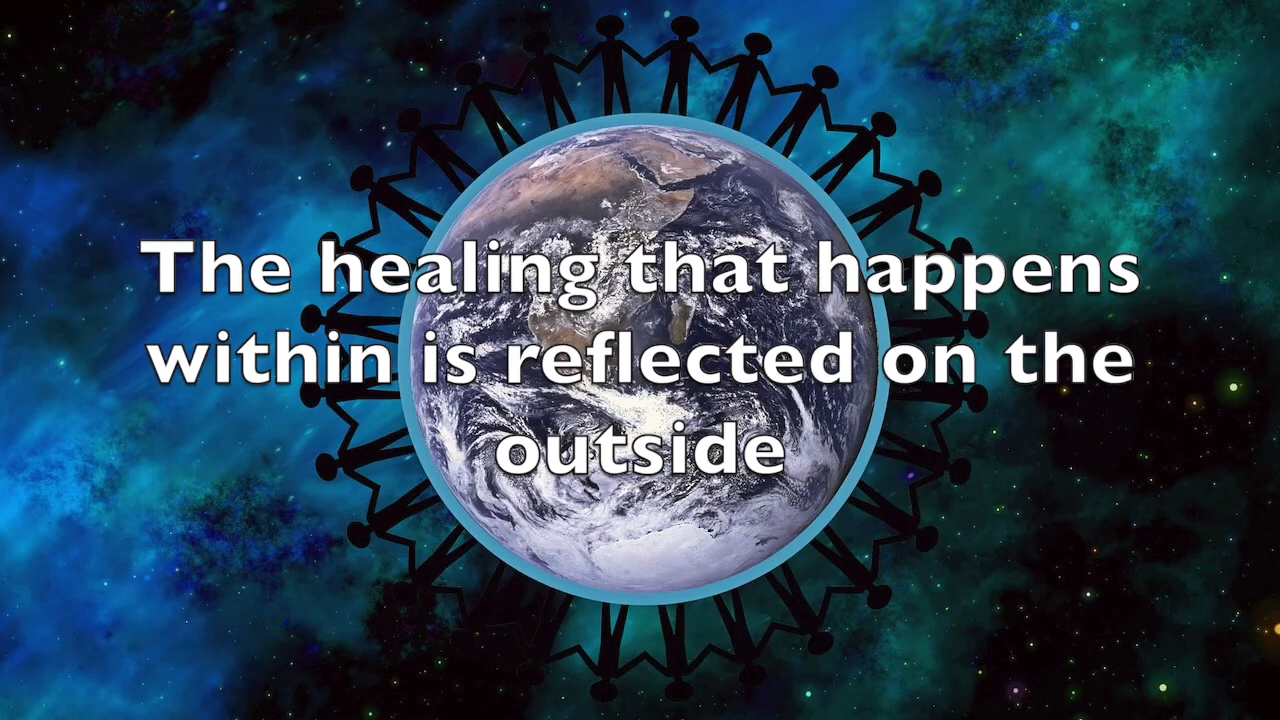 The healing that happens
within is reflected on the
outside